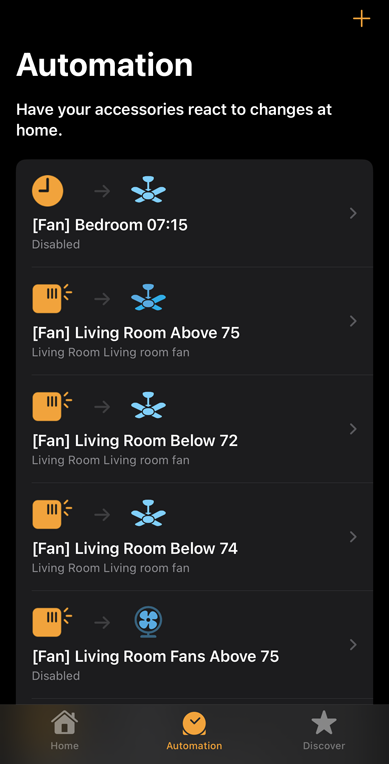 Automation
Have your accessories react to changes at
home.
[Fan] Bedroom 07:15
Disabled
[Fan] Living Room Above 75
Living Room Living room fan
[Fan] Living Room Below 72
Living Room Living room fan
[Fan] Living Room Below 74
Living Room Living room fan
[Fan] Living Room Fans Above 75
Disabled
Home Automation Discover